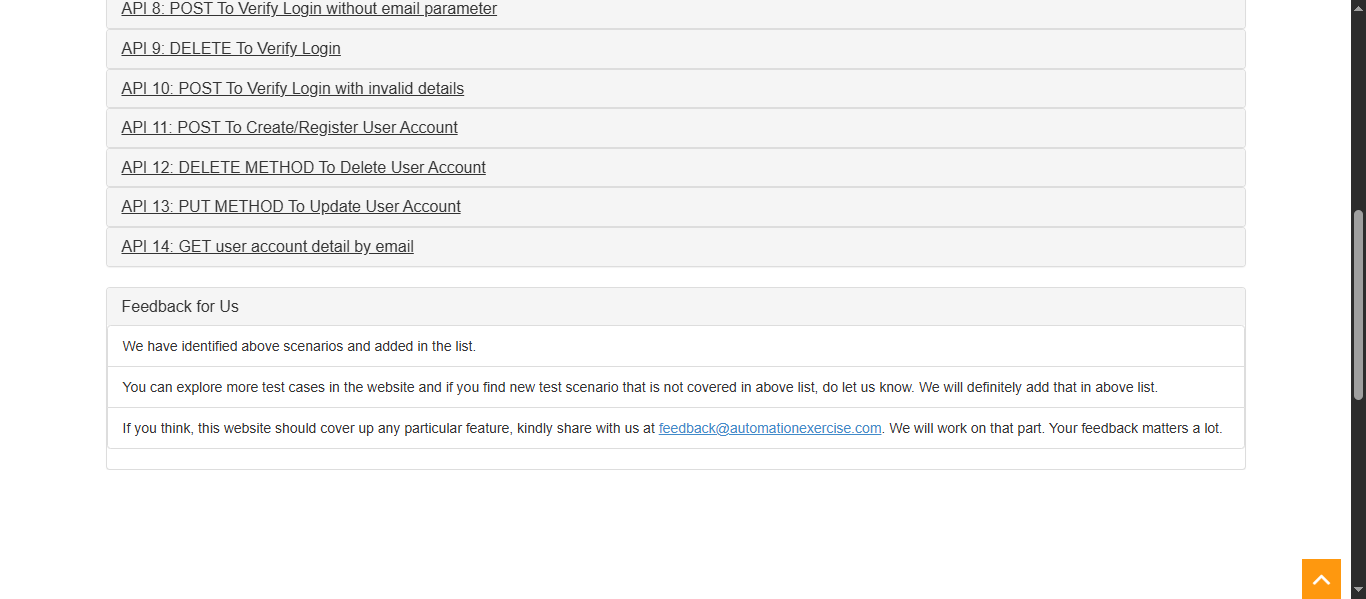 API 8: POST To Verify Login without email parameter
API 9: DELETE To Verify Login
API 10: POST To Verify Login with invalid details
API 11: POST To Create/Register User Account
API 12: DELETE METHOD To Delete User Account
API 13: PUT METHOD To Update User Account
API 14: GET user account detail by email
Feedback for Us
We have identified above scenarios and added in the list.
You can explore more test cases in the website and if you find new test scenario that is not covered in above list, do let us know. We will definitely add that in above list.
If you think, this website should cover up any particular feature, kindly share with us at feedback@automationexercise.com. We will work on that part. Your feedback matters a lot.